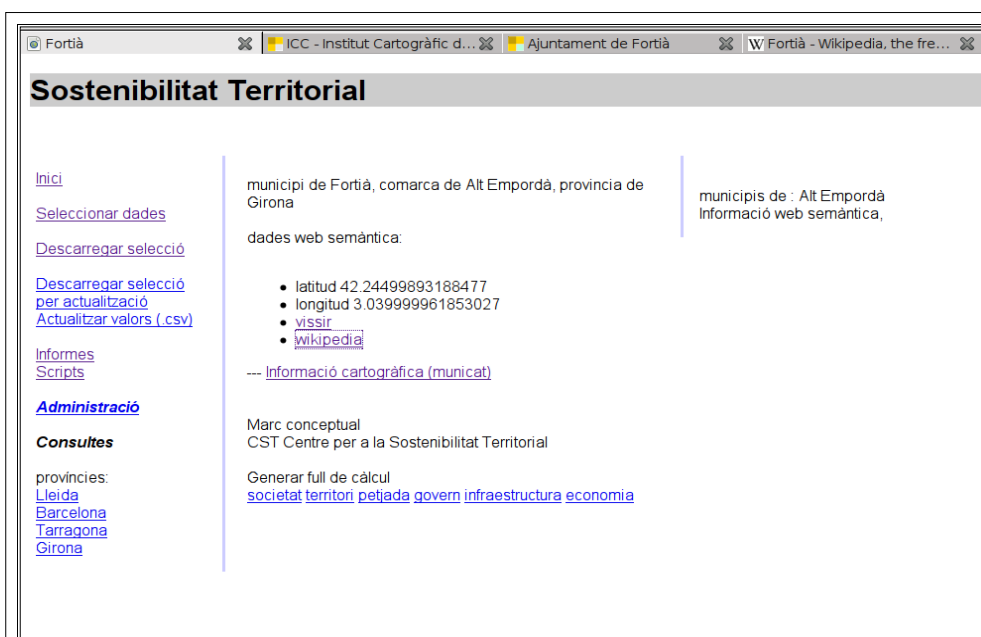 Fortià
ICC - Institut Cartogràfic d...
Ajuntament de Fortià
W Fortià - Wikipedia, the fre...
Sostenibilitat Territorial
Inici
Seleccionar dades
Descarregar selecció
Descarregar selecció
per actualització
Actualitzar valors (.csv)
Informes
Scripts
Administració
Consultes
províncies:
Lleida
Barcelona
Tarragona
Girona
municipi de Fortià, comarca de Alt Empordà, provincia de
Girona
dades web semàntica:
latitud 42.24499893188477
longitud 3.039999961853027
vissir
wikipedia
--- Informació cartogràfica (municat)
Marc conceptual
CST Centre per a la Sostenibilitat Territorial
Generar full de càlcul
societat territori petjada govern infraestructura economia
municipis de : Alt Empordà
Informació web semàntica,